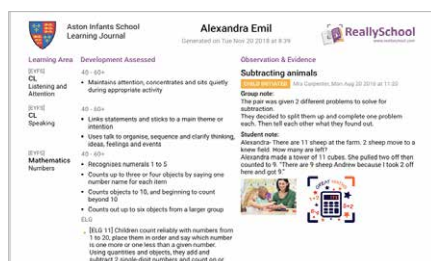 Aston Infants School
Learning Journal
Alexandra Emil
Generated on Tue Nov 20 2018 at 8:39
ReallySchool
www.reallyschool.com
Learning Area
Development Assessed
Observation & Evidence
[EYFS]
CL
Listening and
Attention
40 - 60+
• Maintains attention, concentrates and sits quietly
during appropriate activity
[EYFS]
CL
Speaking
40 - 60+
• Links statements and sticks to a main theme or
intention
• Uses talk to organise, sequence and clarify thinking,
ideas, feelings and events
[EYFS]
Mathematics
Numbers
40 - 60+
• Recognises numerals 1 to 5
• Counts up to three or four objects by saying one
number name for each item
• Counts objects to 10, and beginning to count
beyond 10
• Counts out up to six objects from a larger group
ELG
• [ELG 11] Children count reliably with numbers from
1 to 20, place them in order and say which number
is one more or one less than a given number.
Using quantities and objects, they add and
subtract 2 single-digit numbers and count on or
Subtracting animals
CHILD INITIATED Mrs Carpenter, Mon Aug 20 2018 at 11:20
Group note:
The pair was given 2 different problems to solve for
subtraction.
They decided to split them up and complete one problem
each. Then tell each other what they found out.
Student note:
Alexandra- There are 11 sheep at the farm. 2 sheep move to a
knew field. How many are left?
Alexandra made a tower of 11 cubes. She pulled two off then
counted to 9. "There are 9 sheep Andrew because I took 2 off
here and got 9."
GREAT